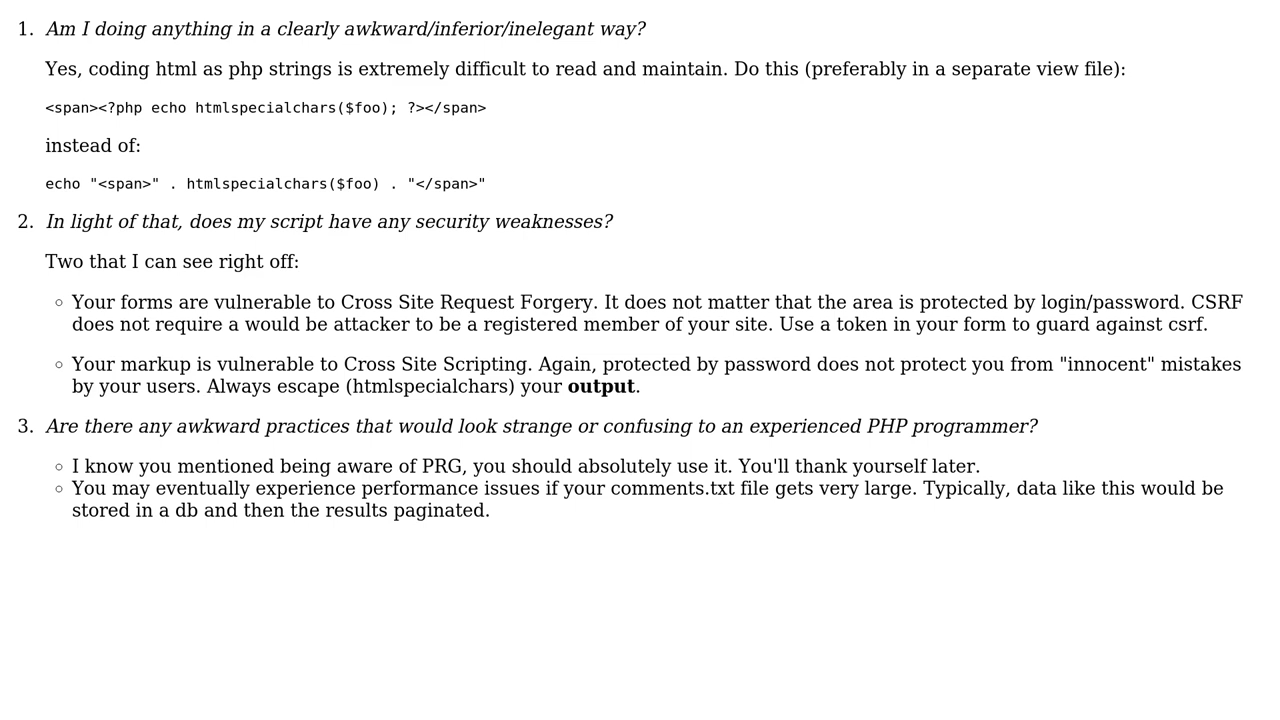 1. Am I doing anything in a clearly awkward/inferior/inelegant way?
Yes, coding html as php strings is extremely difficult to read and maintain. Do this (preferably in a separate view file):
<span><?php echo htmlspecialchars($foo); ?></span>
instead of:
echo "<span>" . htmlspecialchars($foo) . "</span>"
2. In light of that, does my script have any security weaknesses?
Two that I can see right off:
◦ Your forms are vulnerable to Cross Site Request Forgery. It does not matter that the area is protected by login/password. CSRF
does not require a would be attacker to be a registered member of your site. Use a token in your form to guard against csrf.
◦ Your markup is vulnerable to Cross Site Scripting. Again, protected by password does not protect you from "innocent" mistakes
by your users. Always escape (htmlspecialchars) your output.
3. Are there any awkward practices that would look strange or confusing to an experienced PHP programmer?
◦ I know you mentioned being aware of PRG, you should absolutely use it. You'll thank yourself later.
◦ You may eventually experience performance issues if your comments.txt file gets very large. Typically, data like this would be
stored in a db and then the results paginated.